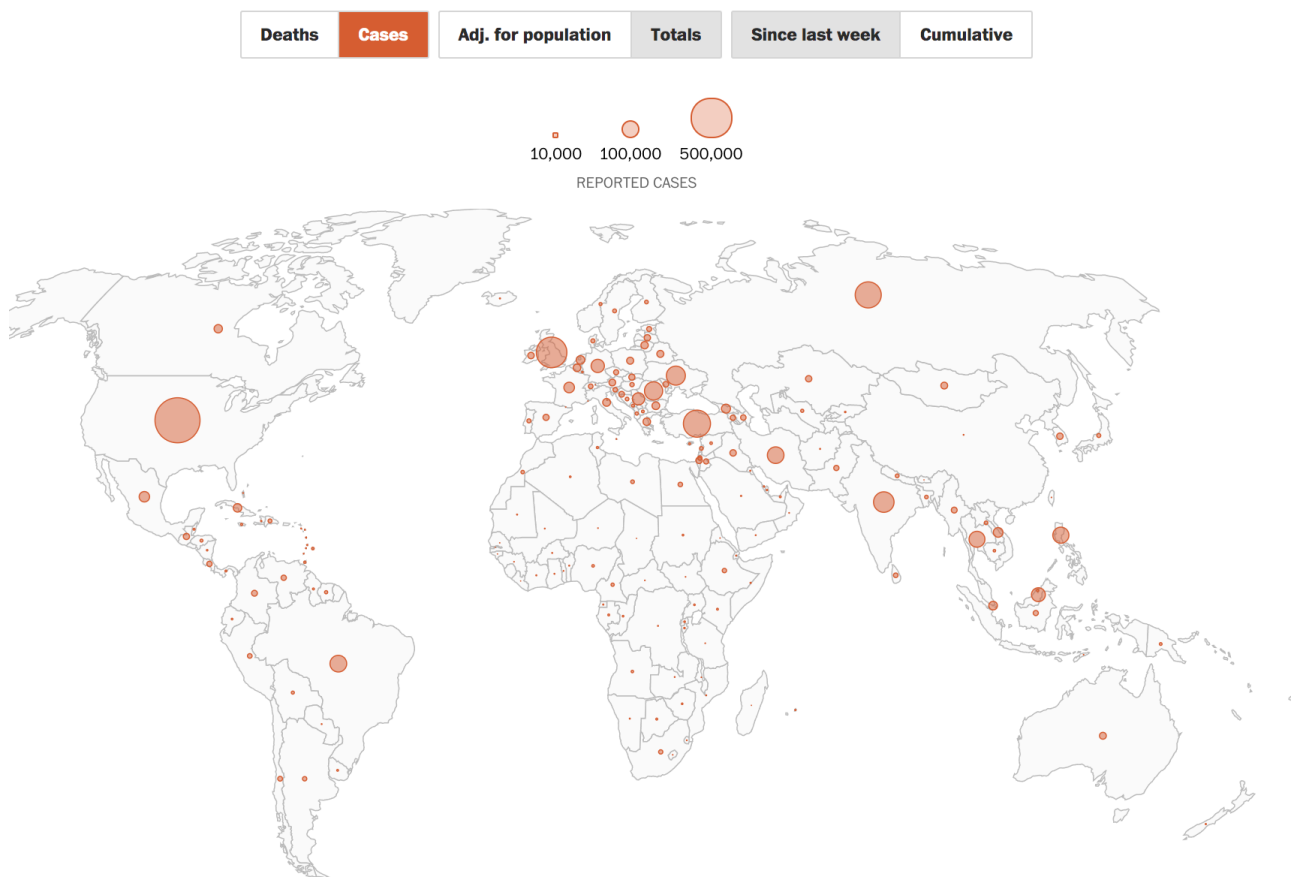 Deaths Cases Adj. for population Totals Since last week Cumulative
10,000 100,000 500,000
REPORTED CASES